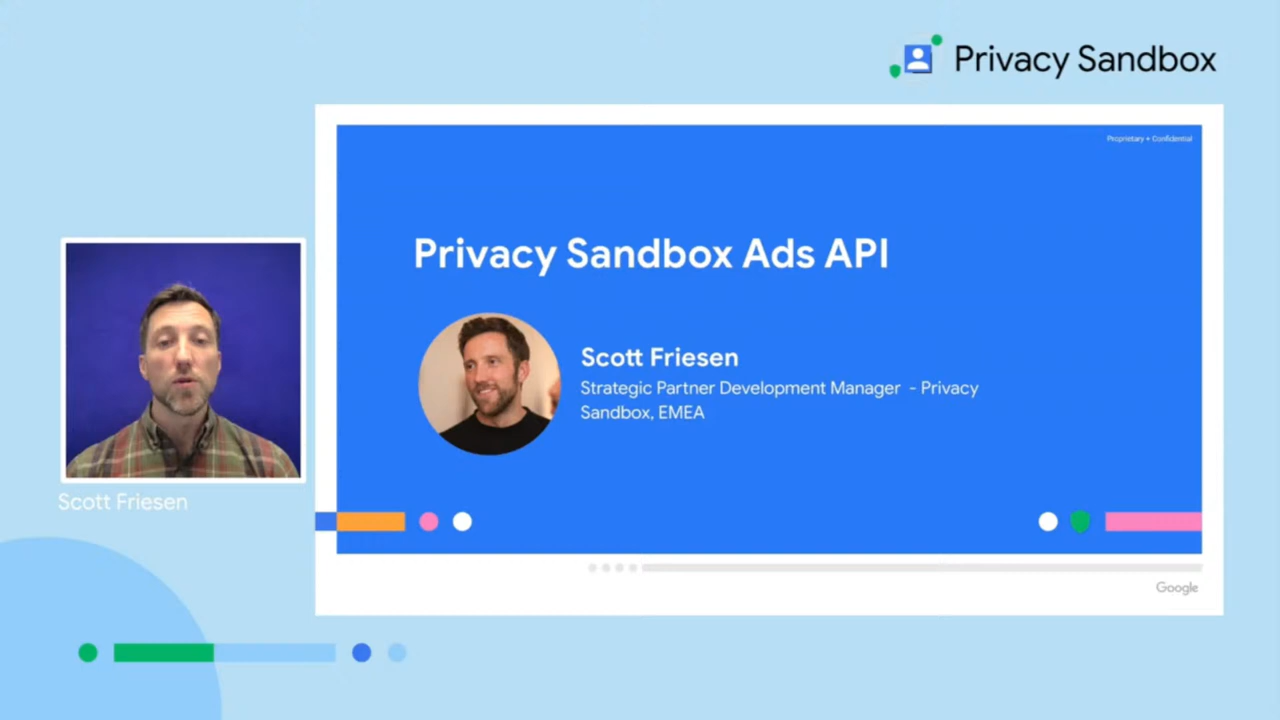 Privacy Sandbox
Proprietary + Confidential
Privacy Sandbox Ads API
Scott Friesen
Strategic Partner Development Manager - Privacy
Sandbox, EMEA
Scott Friesen
Google